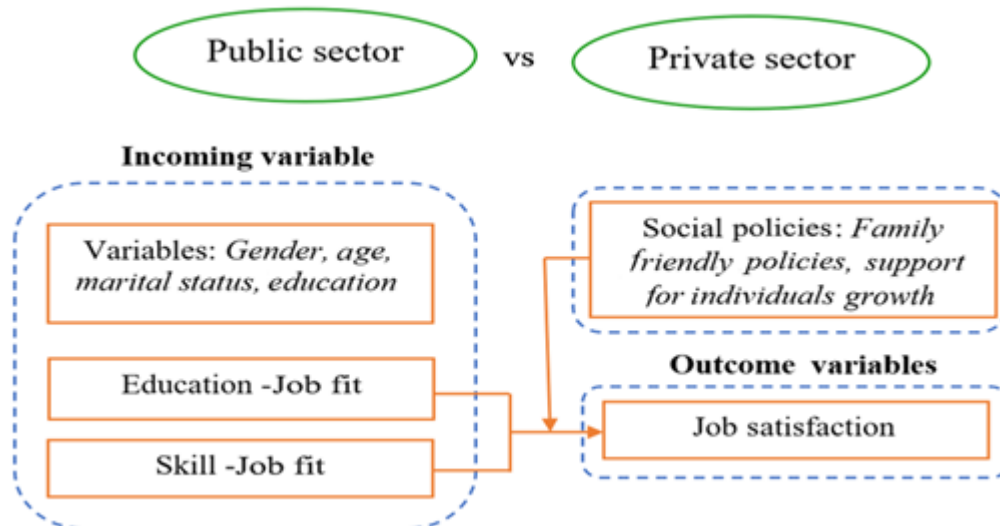 Public sector
vs
Private sector
Incoming variable
Variables: Gender, age,
marital status, education
Social policies: Family
friendly policies, support
for individuals growth
Education -Job fit
Skill -Job fit
Outcome variables
Job satisfaction